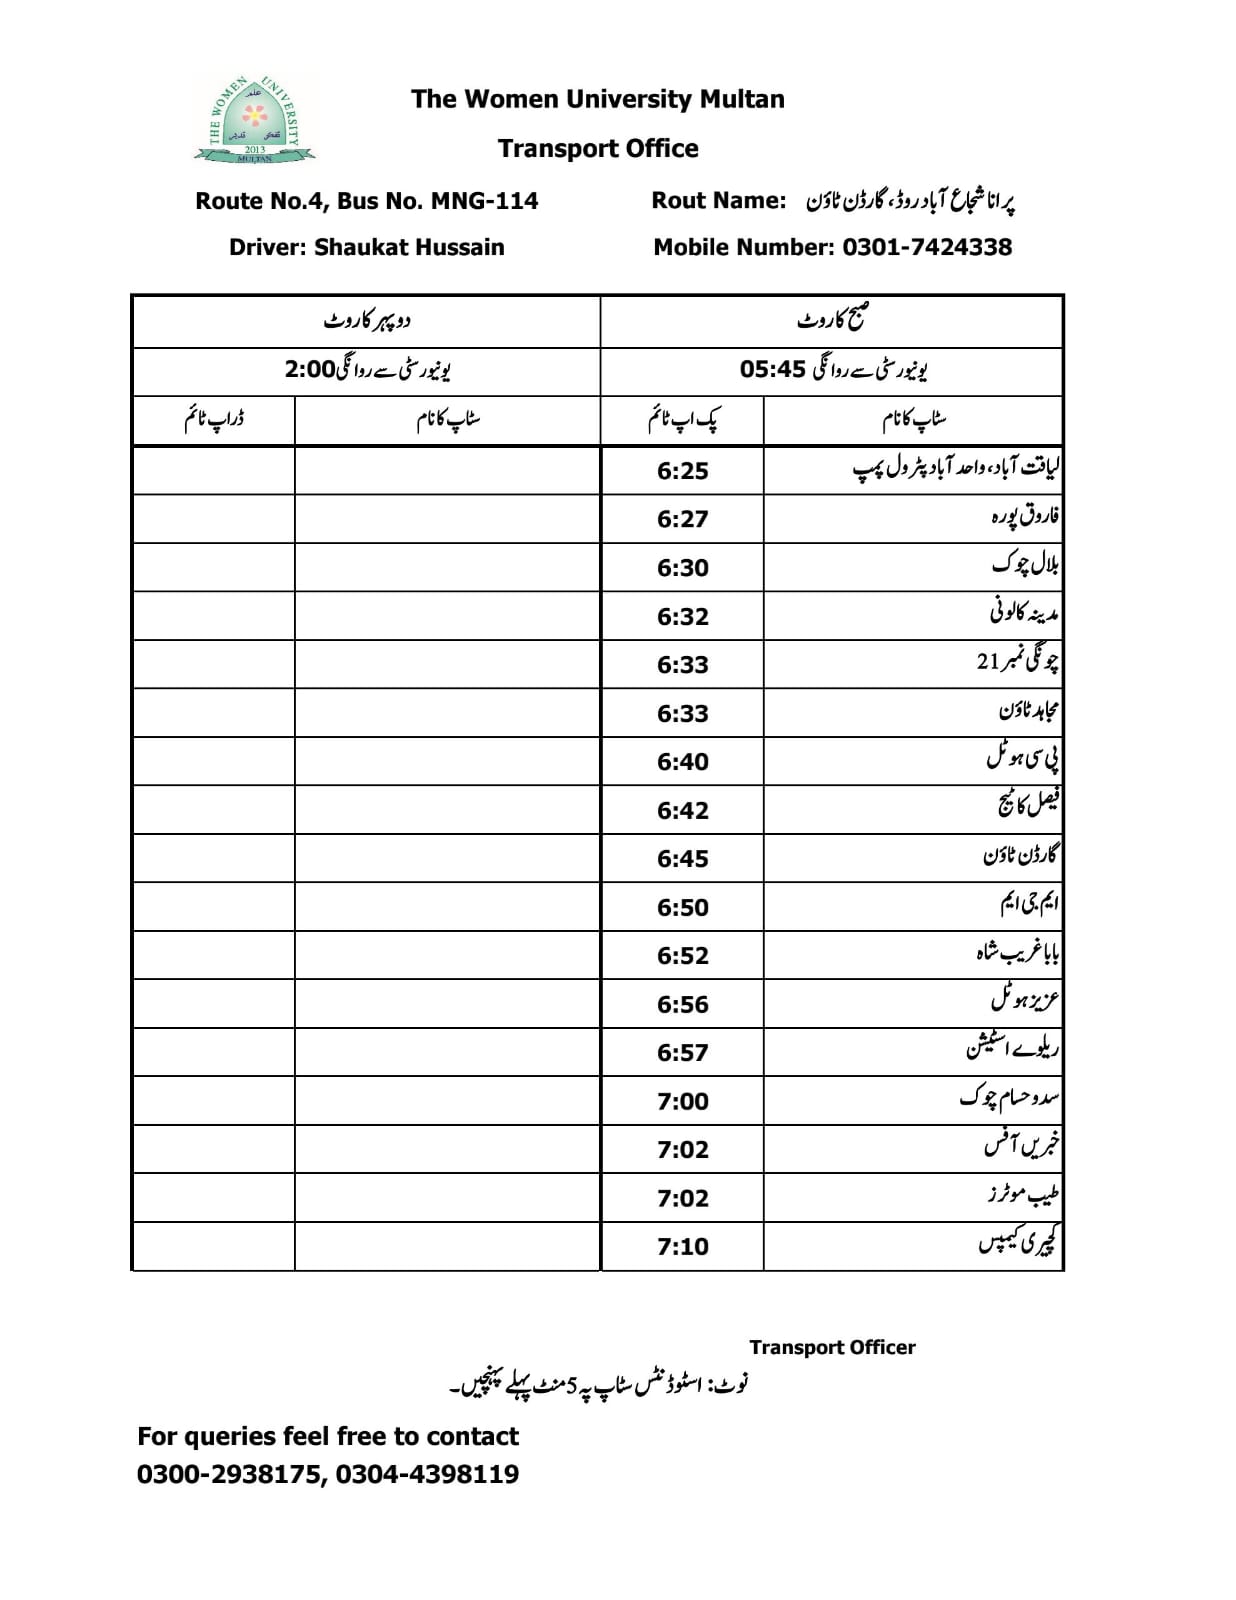 THE WOMEN UNIVERSITY
علم
تفکر تدبر
2013
MULTAN
The Women University Multan
Transport Office
Route No.4, Bus No. MNG-114 Rout Name: پرانا شجاع آباد روڈ، گارڈن ٹاؤن
Driver: Shaukat Hussain Mobile Number: 0301-7424338
صبح کا روٹ دوپہر کا روٹ
یونیورسٹی سے روانگی 05:45 یونیورسٹی سے روانگی 2:00
سٹاپ کا نام پک اپ ٹائم سٹاپ کا نام ڈراپ ٹائم
لیاقت آباد، واحد آباد پٹرول پمپ 6:25
فاروق پورہ 6:27
بلال چوک 6:30
مدینہ کالونی 6:32
چونگی نمبر 21 6:33
مجاہد ٹاؤن 6:33
پی سی ہوٹل 6:40
فیصل کاٹیج 6:42
گارڈن ٹاؤن 6:45
ایم جی ایم 6:50
بابا غریب شاہ 6:52
عزیز ہوٹل 6:56
ریلوے اسٹیشن 6:57
سدو حسام چوک 7:00
خبریں آفس 7:02
طیب موٹرز 7:02
کچہری کیمپس 7:10
Transport Officer
نوٹ: اسٹوڈنٹس سٹاپ پہ 5 منٹ پہلے پہنچیں۔
For queries feel free to contact
0300-2938175, 0304-4398119